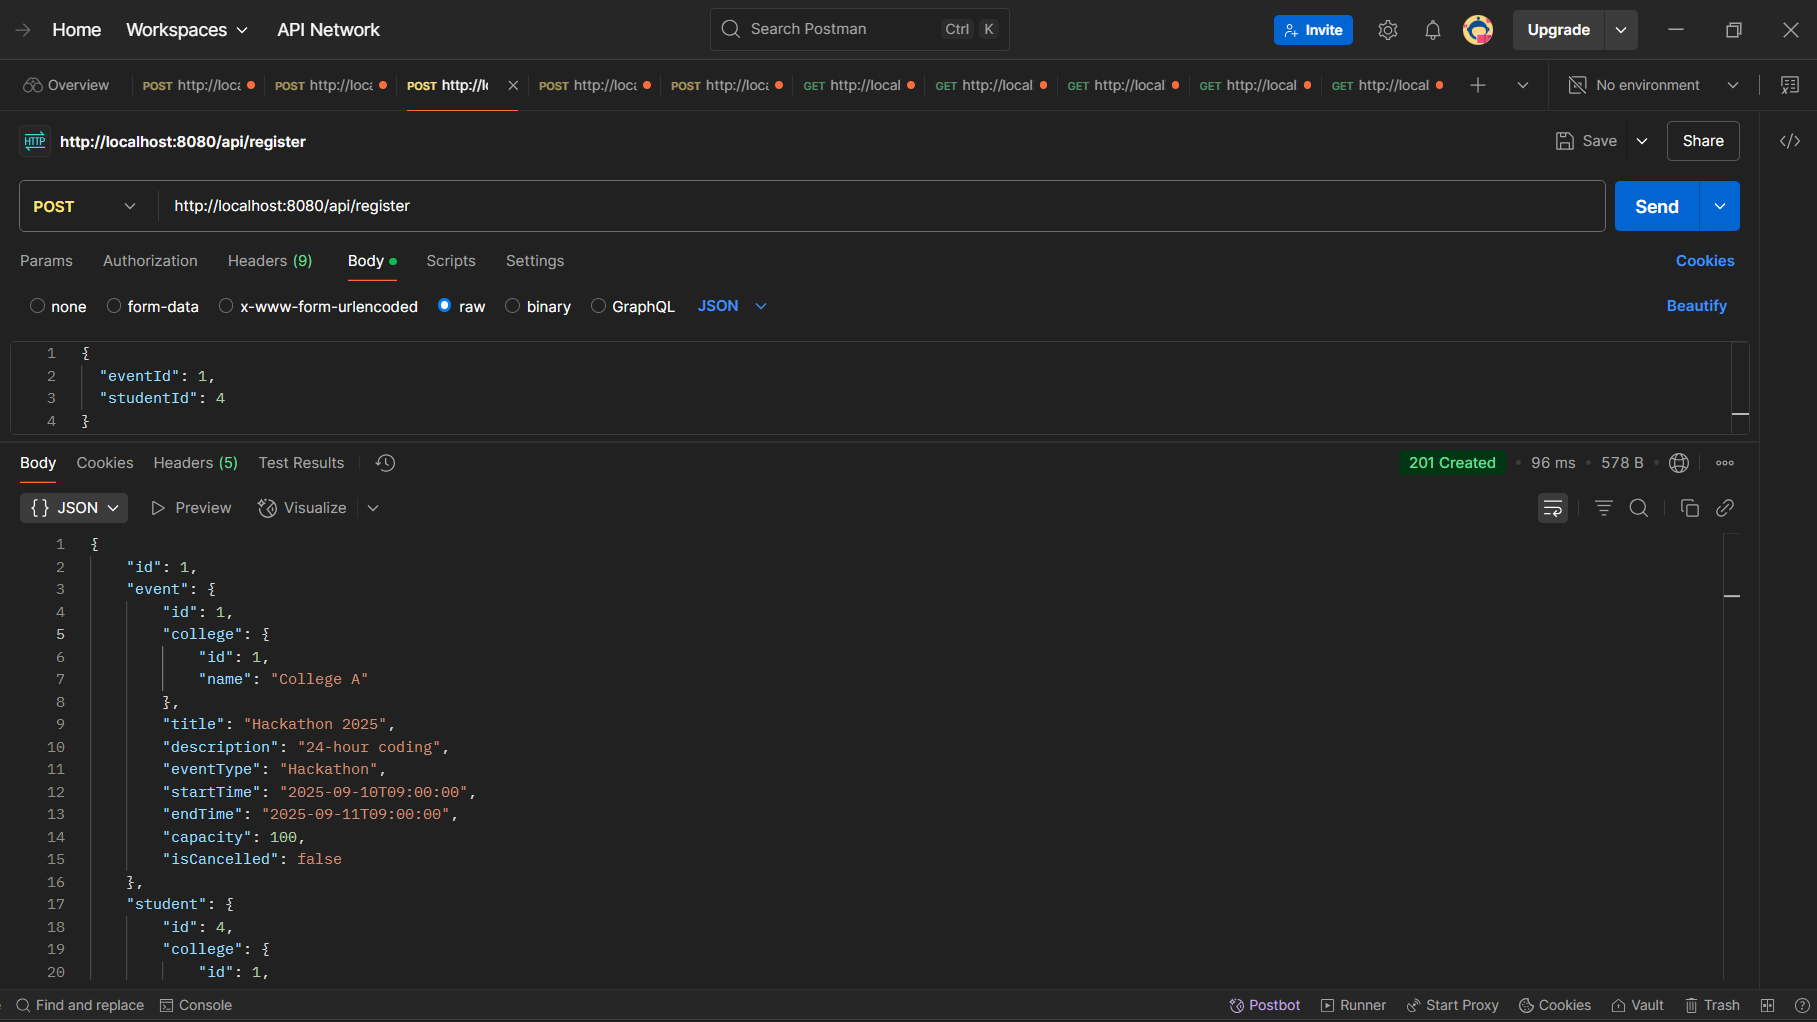 Home Workspaces API Network Search Postman Ctrl K Invite Upgrade
Overview POST http://loca POST http://loca POST http://lo POST http://loca POST http://loca GET http://local GET http://local GET http://local GET http://local GET http://local No environment
HTTP http://localhost:8080/api/register Save Share
POST http://localhost:8080/api/register Send
Params Authorization Headers (9) Body Scripts Settings Cookies
none form-data x-www-form-urlencoded raw binary GraphQL JSON Beautify
1 {
2 "eventId": 1,
3 "studentId": 4
4 }
Body Cookies Headers (5) Test Results 201 Created • 96 ms • 578 B •
{} JSON Preview Visualize
1 {
2 "id": 1,
3 "event": {
4 "id": 1,
5 "college": {
6 "id": 1,
7 "name": "College A"
8 },
9 "title": "Hackathon 2025",
10 "description": "24-hour coding",
11 "eventType": "Hackathon",
12 "startTime": "2025-09-10T09:00:00",
13 "endTime": "2025-09-11T09:00:00",
14 "capacity": 100,
15 "isCancelled": false
16 },
17 "student": {
18 "id": 4,
19 "college": {
20 "id": 1,
Find and replace Console Postbot Runner Start Proxy Cookies Vault Trash